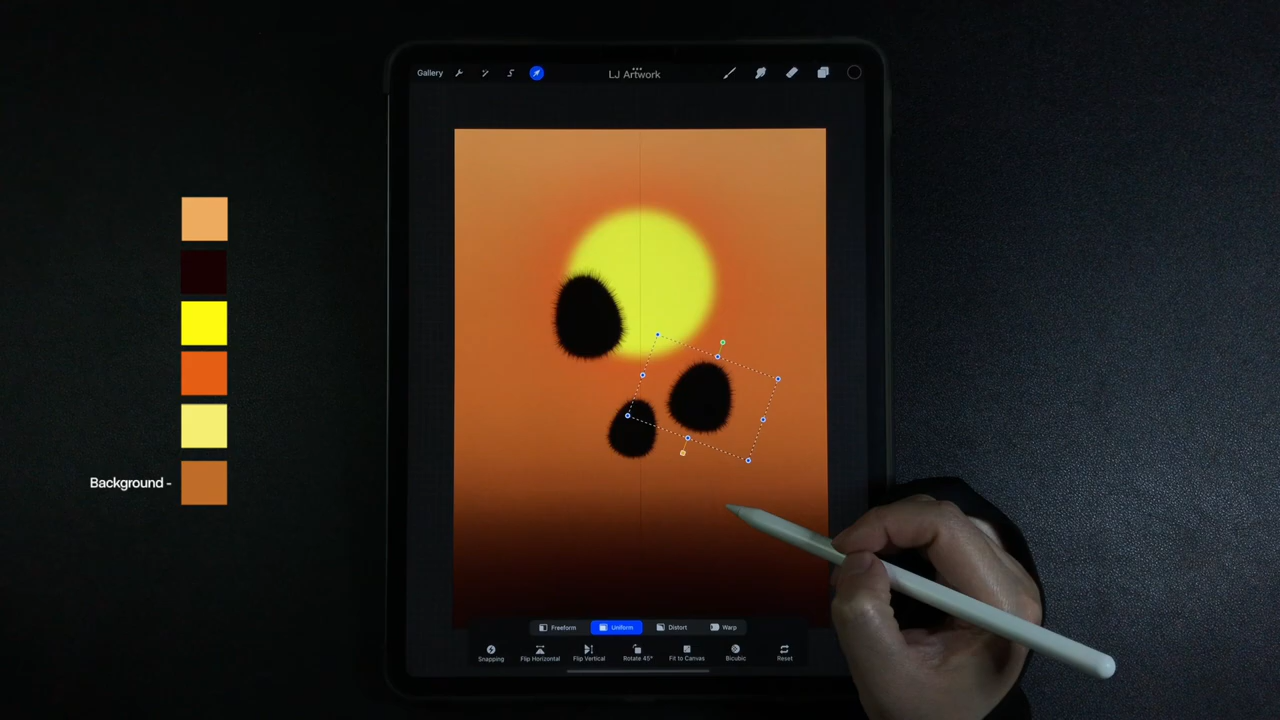 Gallery
LJ Artwork
Background -
Freeform Uniform Distort Warp
Snapping Flip Horizontal Flip Vertical Rotate 45° Fit to Canvas Bicubic Reset